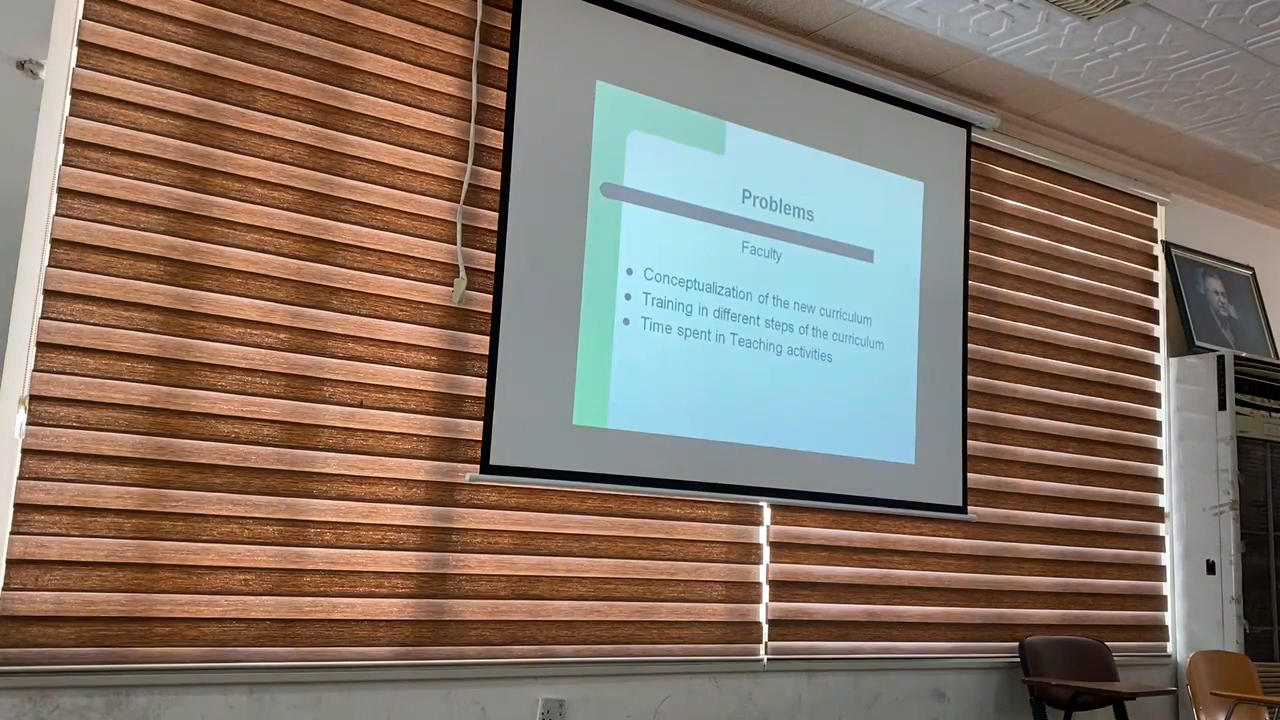 Problems
Faculty
Conceptualization of the new curriculum
Training in different steps of the curriculum
Time spent in Teaching activities